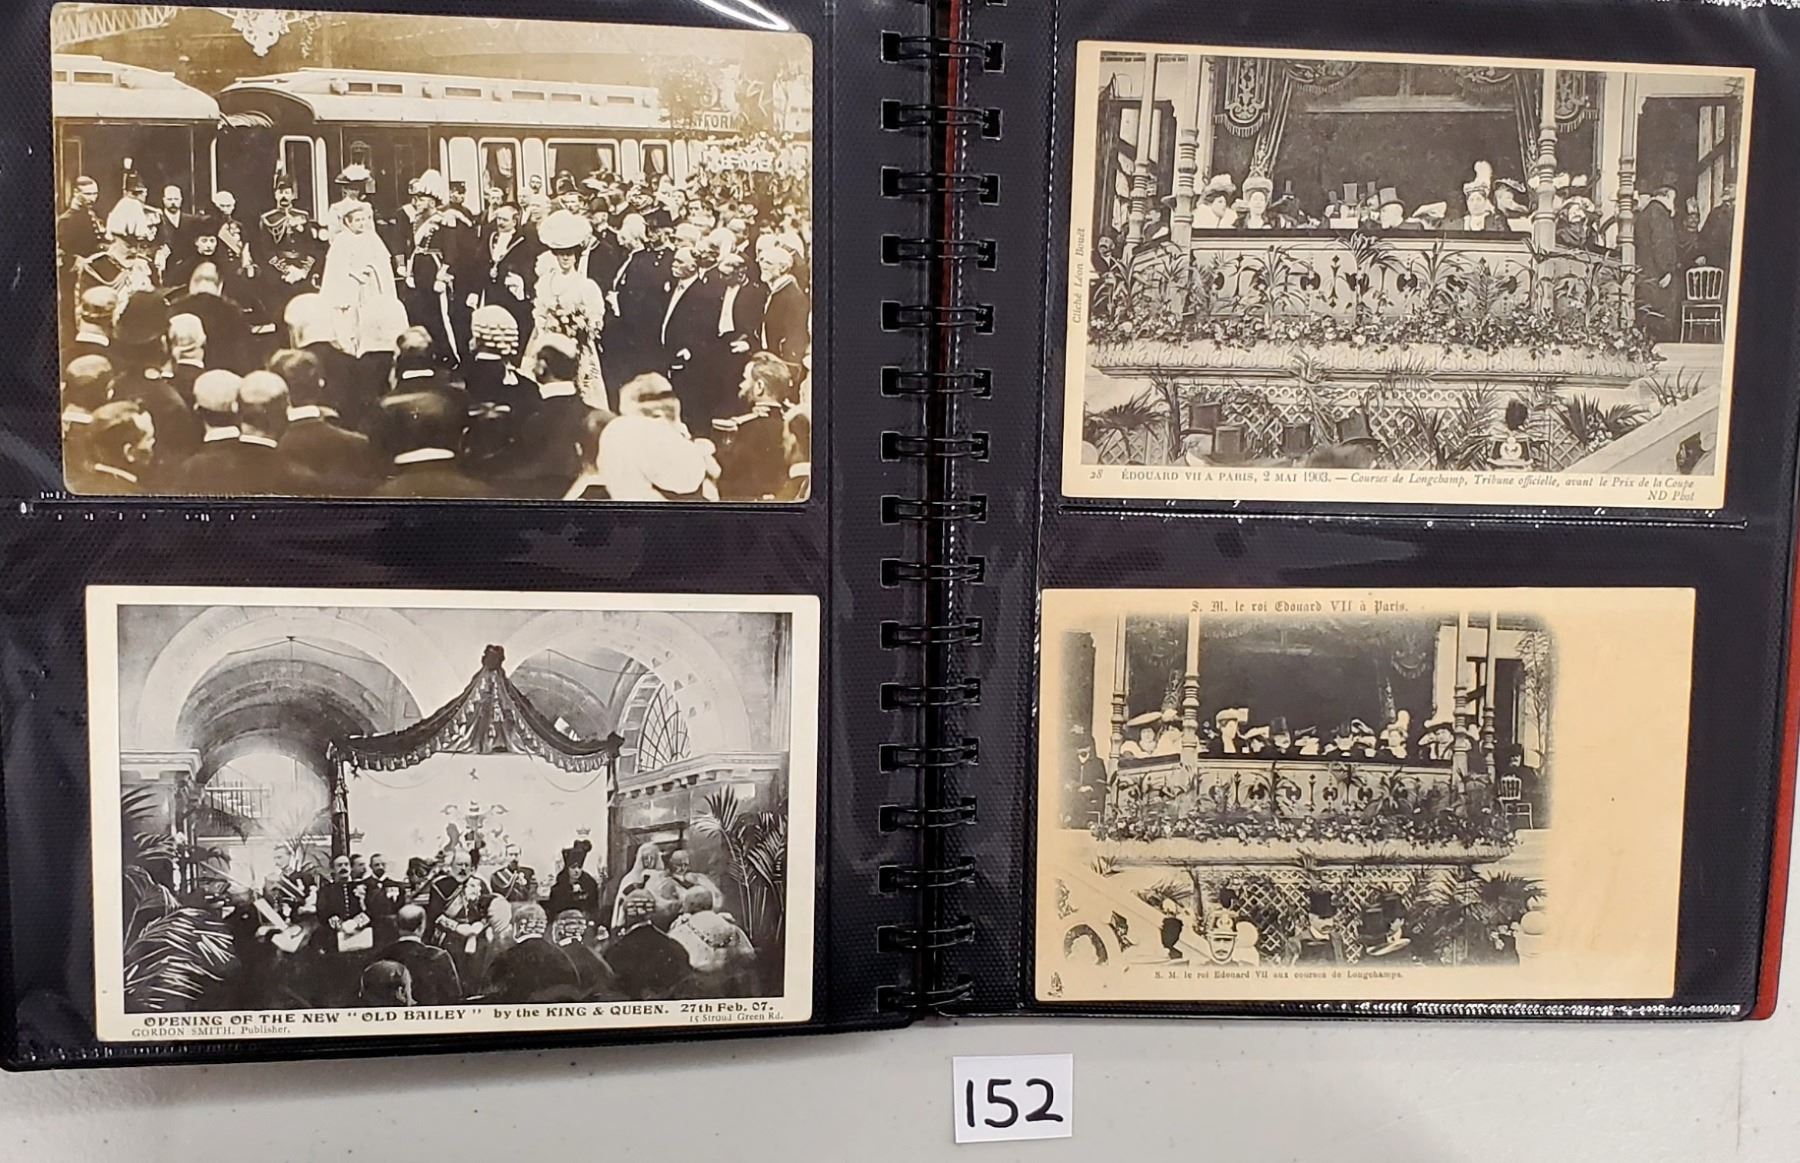 TFORM
OPENING OF THE NEW "OLD BAILEY" by the KING & QUEEN. 27th Feb. 07.
GORDON SMITH, Publisher. 15 Stroud Green Rd.
Cliché Léon Bouët
28 ÉDOUARD VII A PARIS, 2 MAI 1903. — Courses de Longchamp, Tribune officielle, avant le Prix de la Coupe
ND Phot
S. M. le roi Edouard VII à Paris.
S. M. le roi Edouard VII aux courses de Longchamps.
152